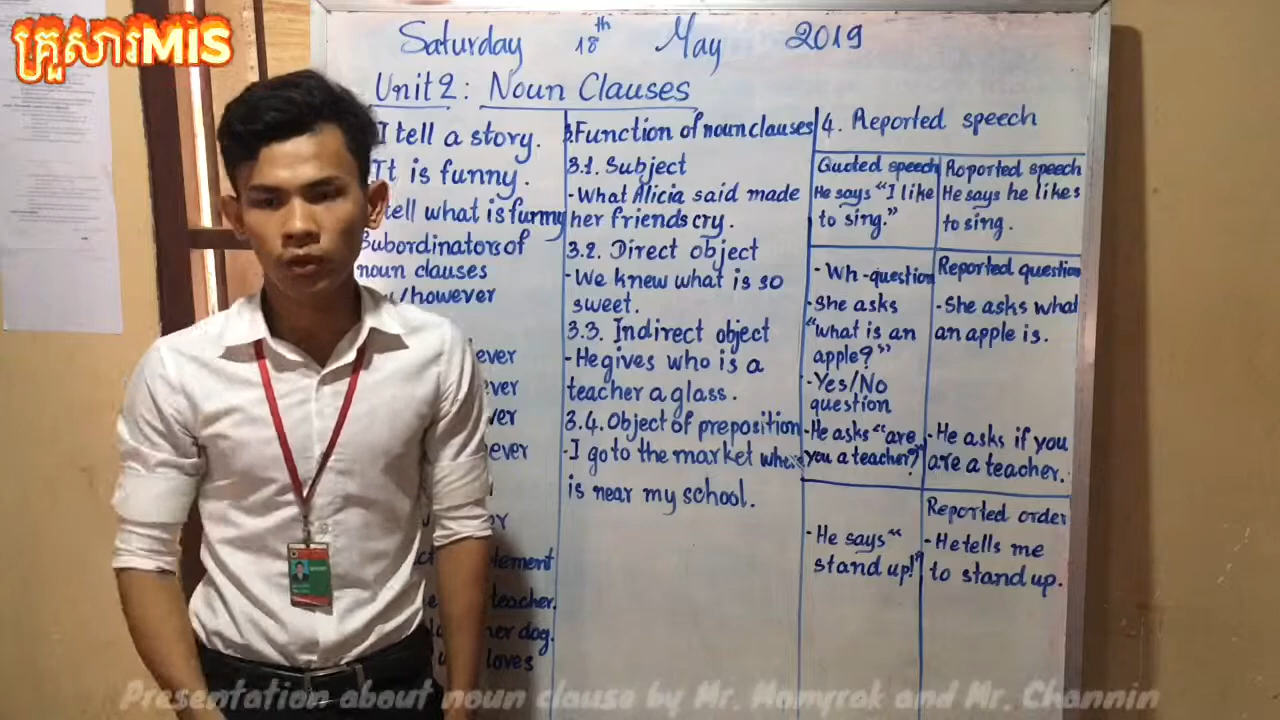 គ្រួសារMIS
Saturday 18th May 2019
Unit 2: Noun Clauses
I tell a story.
It is funny.
tell what is funny
Subordinators of
noun clauses
/however
ever
ever
ver
ever
teacher.
her dog.
loves
3.Function of noun clauses
3.1. Subject
-What Alicia said made
her friends cry.
3.2. Direct object
-We knew what is so
sweet.
3.3. Indirect object
-He gives who is a
teacher a glass.
3.4. Object of preposition
-I go to the market where
is near my school.
4. Reported speech
Quoted speech
He says "I like
to sing."
Roported speech
He says he likes
to sing.
- Wh-question
-She asks
"what is an
apple?"
-Yes/No
question
-He asks "are
you a teacher?"
Reported question
-She asks what
an apple is.
-He asks if you
are a teacher.
-He says "
stand up!"
Reported order
-He tells me
to stand up.
Presentation about noun clause by Mr. Mamyrak and Mr. Channin